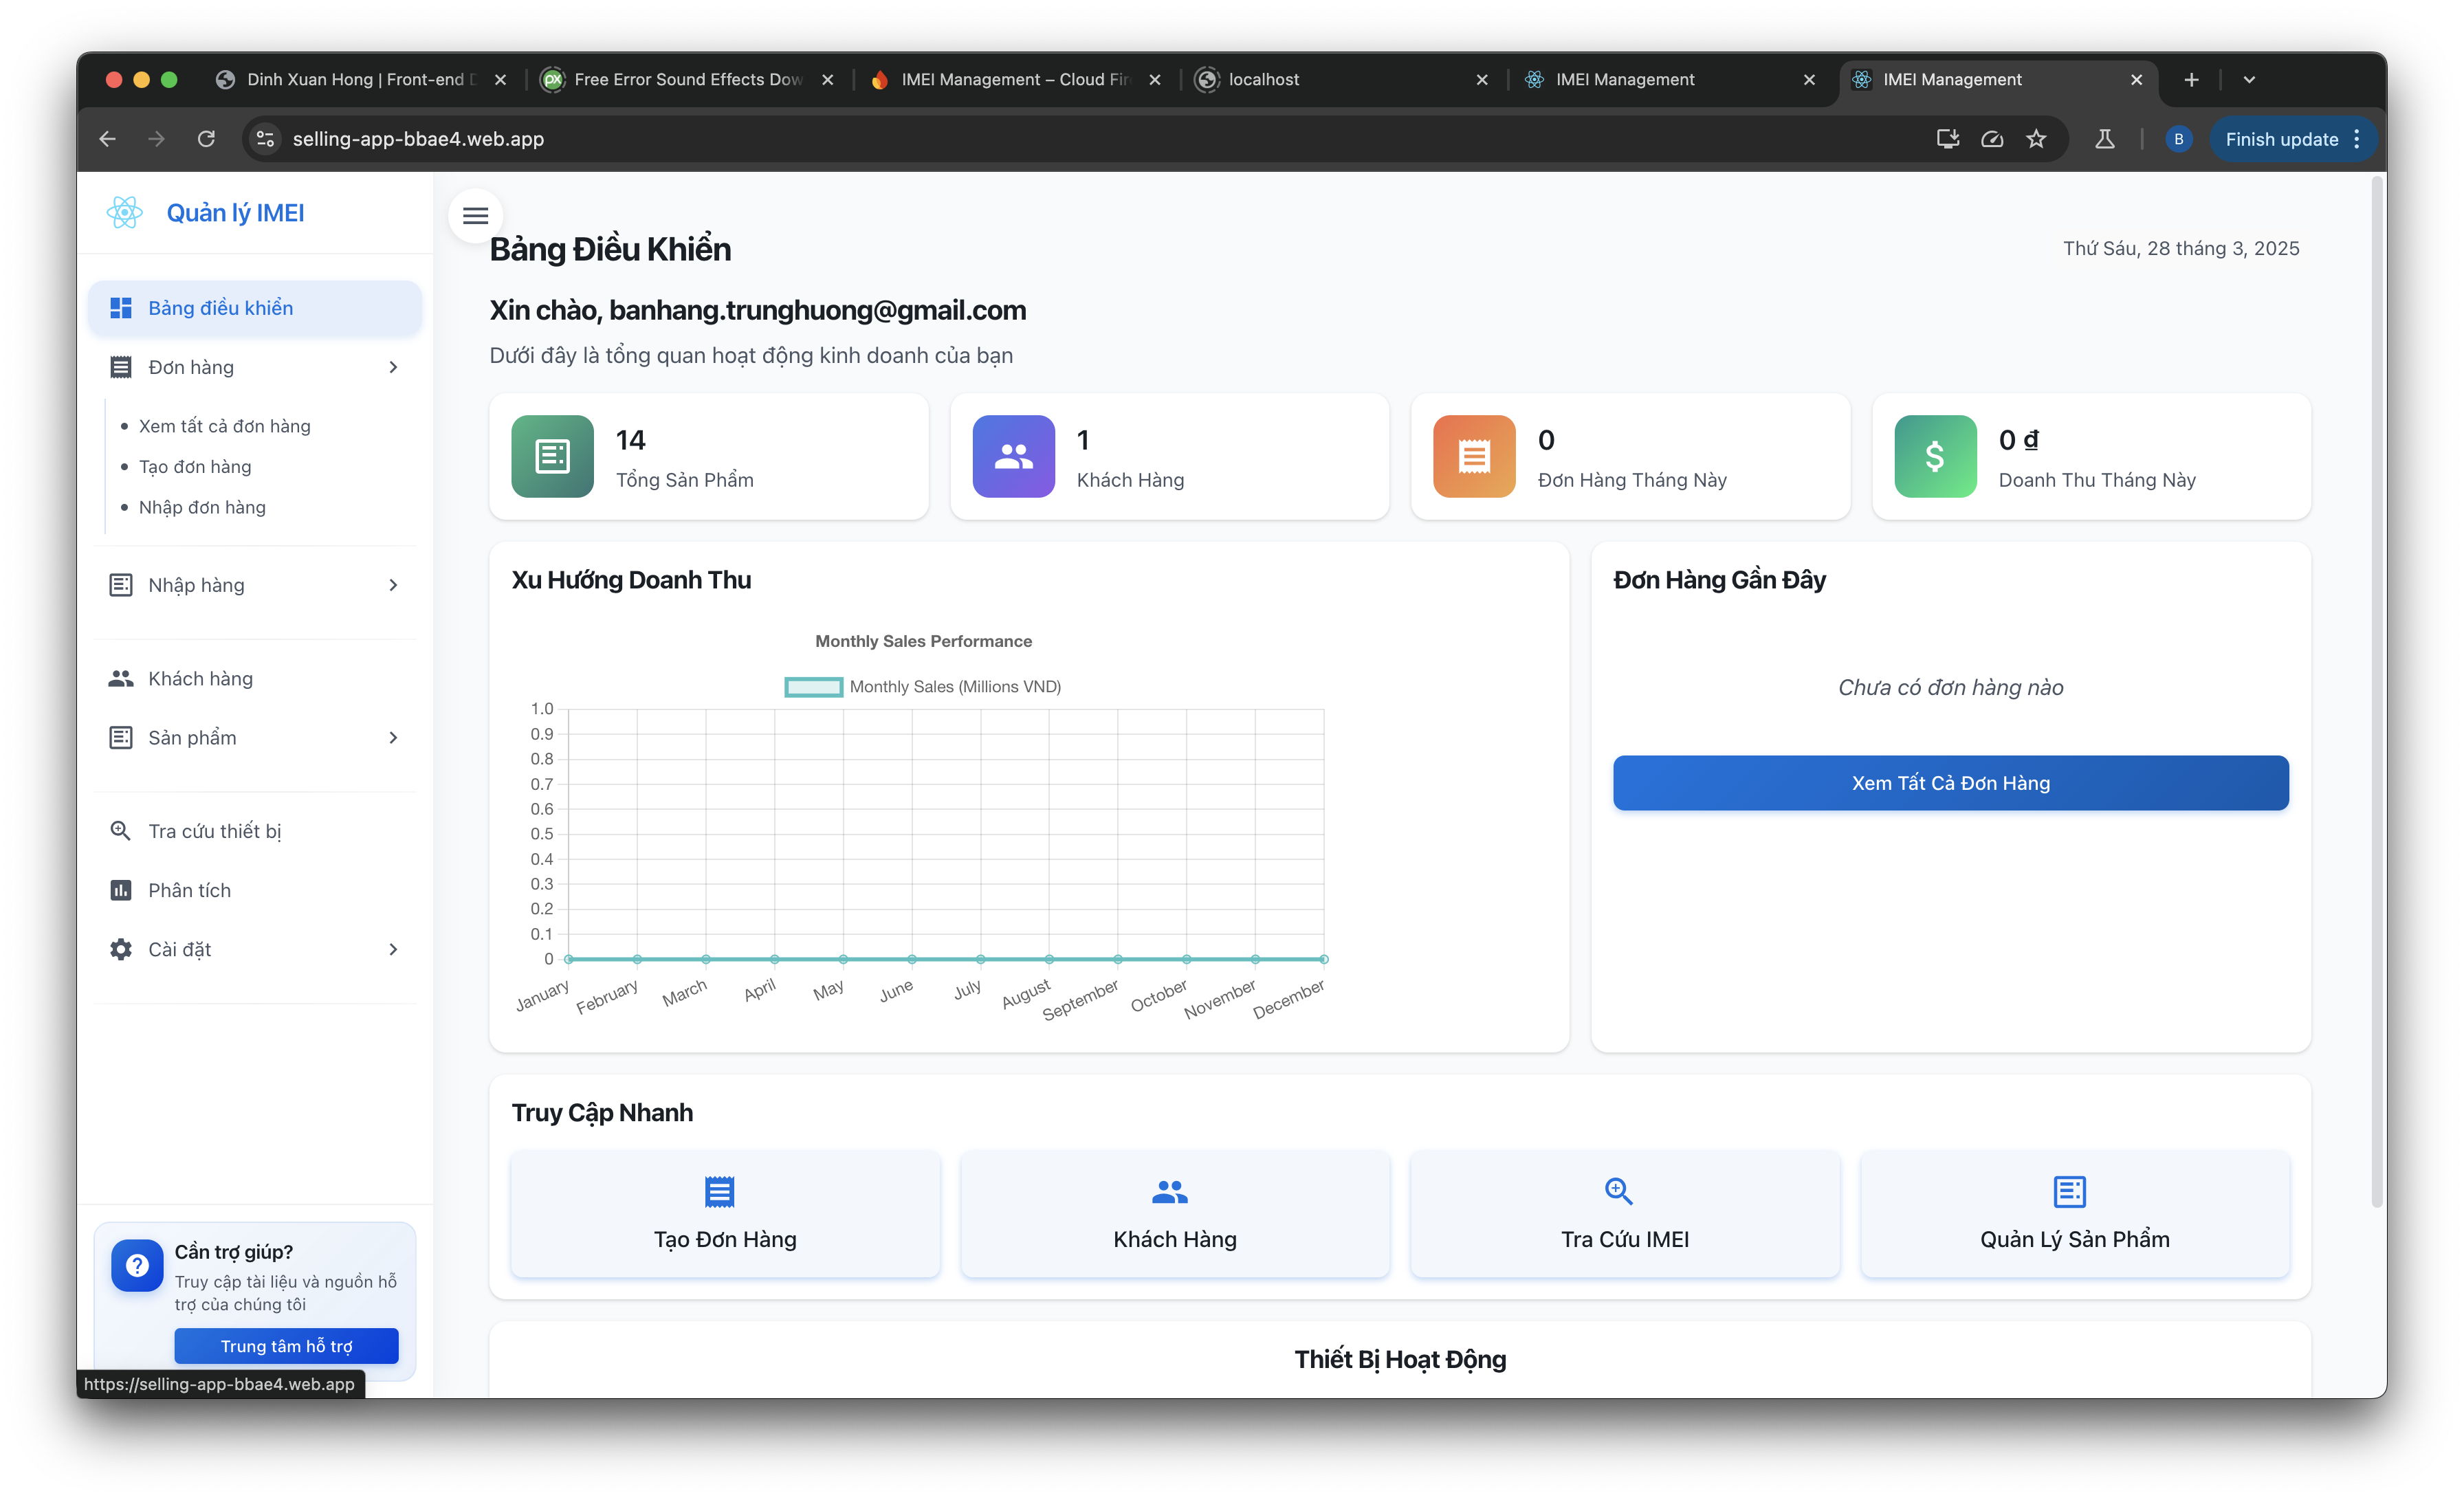 Dinh Xuan Hong | Front-end
Free Error Sound Effects Dow
IMEI Management – Cloud Fir
localhost
IMEI Management
IMEI Management
selling-app-bbae4.web.app
B
Finish update
Quản lý IMEI
Bảng điều khiển
Đơn hàng
Xem tất cả đơn hàng
Tạo đơn hàng
Nhập đơn hàng
Nhập hàng
Khách hàng
Sản phẩm
Tra cứu thiết bị
Phân tích
Cài đặt
Cần trợ giúp?
Truy cập tài liệu và nguồn hỗ
trợ của chúng tôi
Trung tâm hỗ trợ
https://selling-app-bbae4.web.app
Bảng Điều Khiển
Thứ Sáu, 28 tháng 3, 2025
Xin chào, banhang.trunghuong@gmail.com
Dưới đây là tổng quan hoạt động kinh doanh của bạn
14
Tổng Sản Phẩm
1
Khách Hàng
0
Đơn Hàng Tháng Này
0 ₫
Doanh Thu Tháng Này
Xu Hướng Doanh Thu
Monthly Sales Performance
Monthly Sales (Millions VND)
1.0
0.9
0.8
0.7
0.6
0.5
0.4
0.3
0.2
0.1
0
January
February
March
April
May
June
July
August
September
October
November
December
Đơn Hàng Gần Đây
Chưa có đơn hàng nào
Xem Tất Cả Đơn Hàng
Truy Cập Nhanh
Tạo Đơn Hàng
Khách Hàng
Tra Cứu IMEI
Quản Lý Sản Phẩm
Thiết Bị Hoạt Động